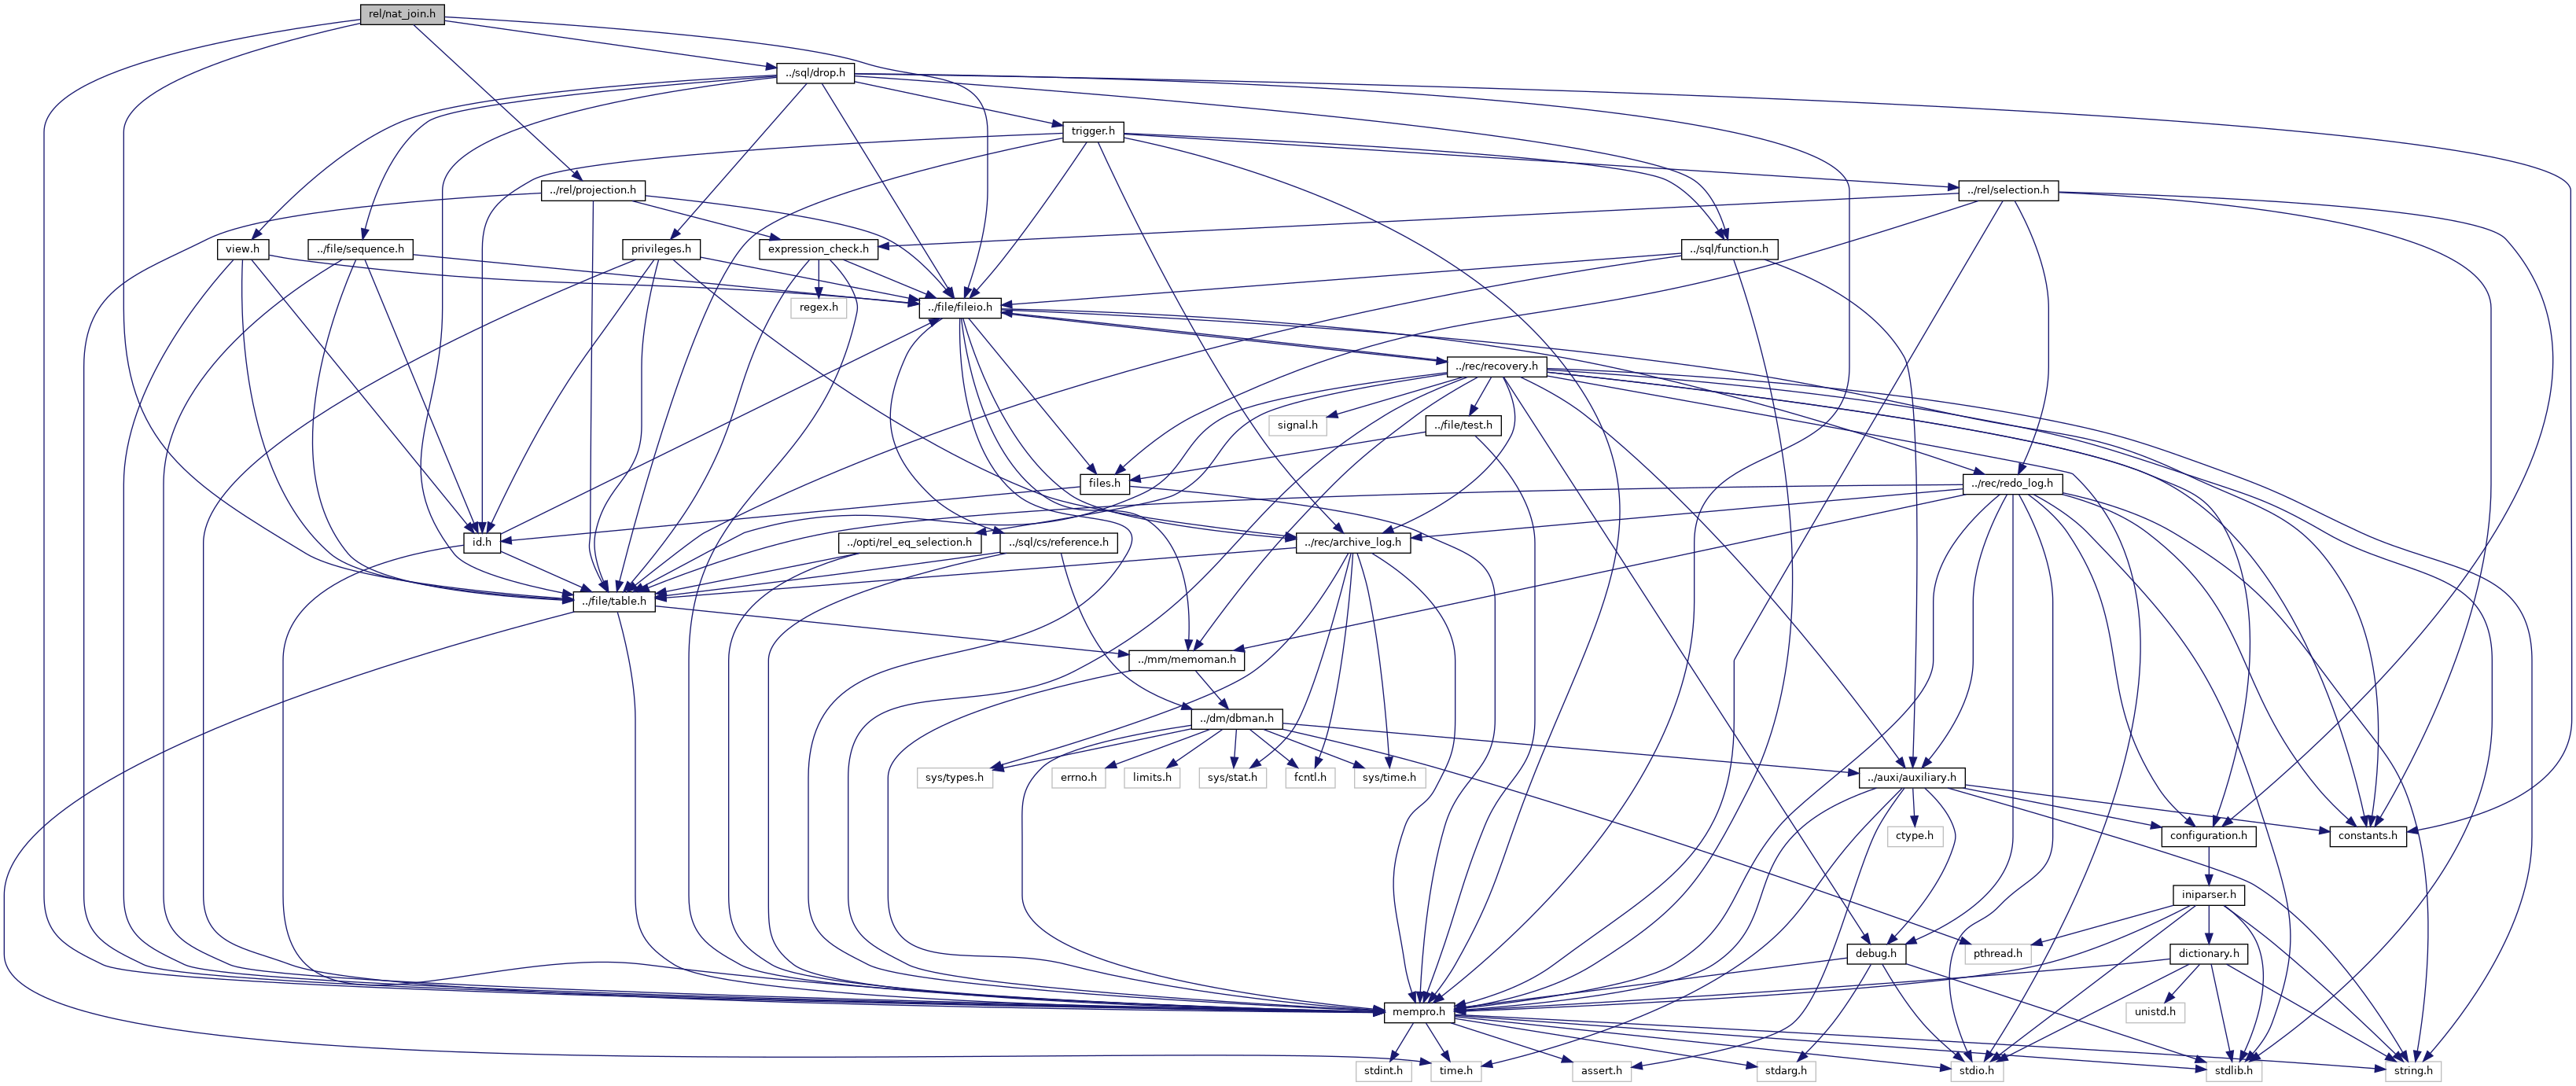 rel/nat_join.h
../sql/drop.h
trigger.h
../rel/projection.h
../rel/selection.h
view.h
../file/sequence.h
privileges.h
expression_check.h
../sql/function.h
regex.h
../file/fileio.h
../rec/recovery.h
signal.h
../file/test.h
files.h
../rec/redo_log.h
id.h
../opti/rel_eq_selection.h
../sql/cs/reference.h
../rec/archive_log.h
../file/table.h
../mm/memoman.h
../dm/dbman.h
sys/types.h
errno.h
limits.h
sys/stat.h
fcntl.h
sys/time.h
../auxi/auxiliary.h
ctype.h
configuration.h
constants.h
iniparser.h
pthread.h
debug.h
dictionary.h
mempro.h
unistd.h
stdint.h
time.h
assert.h
stdarg.h
stdio.h
stdlib.h
string.h